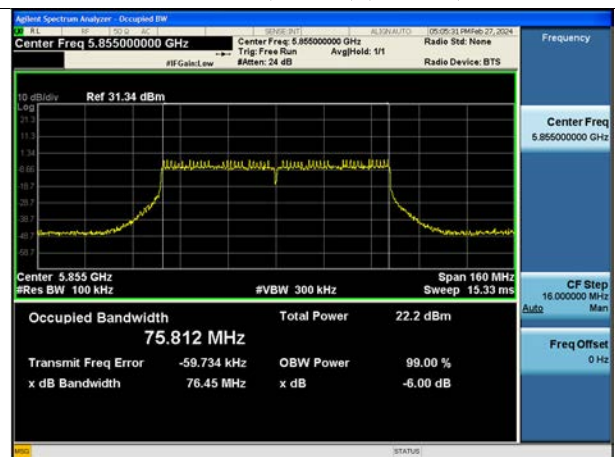 Agilent Spectrum Analyzer - Occupied BW
RL RF 50 Ω AC SENSE:INT ALIGN AUTO 05:05:31 PM Feb 27, 2024
Center Freq 5.855000000 GHz
Center Freq: 5.855000000 GHz
Radio Std: None
Trig: Free Run Avg|Hold: 1/1
#IFGain:Low #Atten: 24 dB Radio Device: BTS
Frequency
10 dB/div Ref 31.34 dBm
Log
21.3
11.3
1.34
-8.66
-18.7
-28.7
-38.7
-48.7
-58.7
Center 5.855 GHz Span 160 MHz
#Res BW 100 kHz #VBW 300 kHz Sweep 15.33 ms
Occupied Bandwidth Total Power 22.2 dBm
75.812 MHz
Transmit Freq Error -59.734 kHz OBW Power 99.00 %
x dB Bandwidth 76.45 MHz x dB -6.00 dB
Center Freq
5.855000000 GHz
CF Step
16.000000 MHz
Auto Man
Freq Offset
0 Hz
MSG STATUS